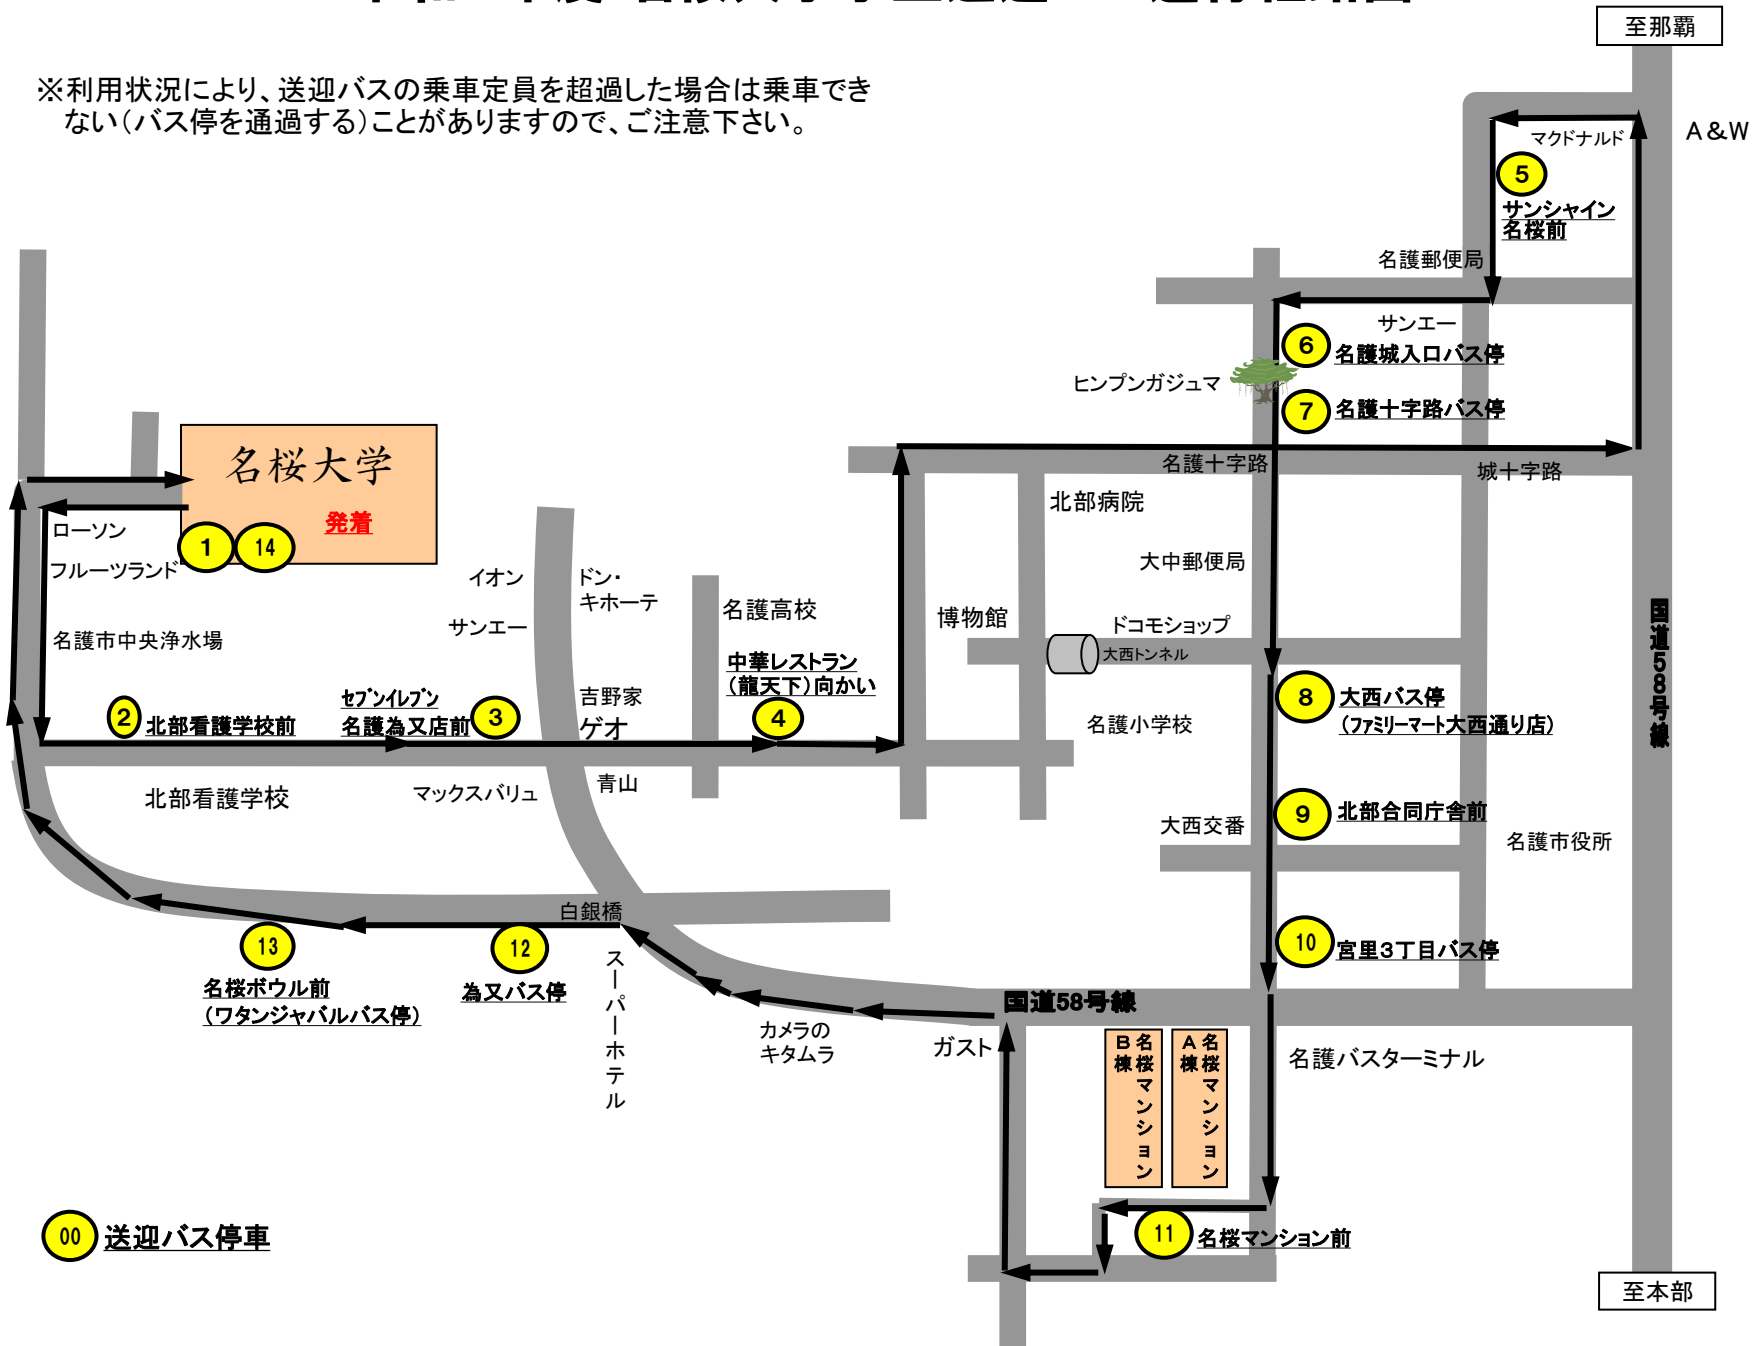 至那覇
※利用状況により、送迎バスの乗車定員を超過した場合は乗車でき
ない(バス停を通過する)ことがありますので、ご注意下さい。
A&W
マクドナルド
5
サンシャイン
名桜前
名護郵便局
サンエー
6
名護城入口バス停
ヒンプンガジュマ
7
名護十字路バス停
名護十字路
城十字路
名桜大学
発着
1
14
ローソン
フルーツランド
名護市中央浄水場
2
北部看護学校前
セブンイレブン
名護為又店前
3
北部看護学校
マックスバリュ
イオン
サンエー
ドン・
キホーテ
吉野家
ゲオ
青山
名護高校
中華レストラン
(龍天下)向かい
4
北部病院
大中郵便局
博物館
ドコモショップ
大西トンネル
名護小学校
8
大西バス停
(ファミリーマート大西通り店)
国道58号線
大西交番
9
北部合同庁舎前
名護市役所
10
宮里3丁目バス停
白銀橋
13
名桜ボウル前
(ワタンジャバルバス停)
12
為又バス停
スーパーホテル
カメラの
キタムラ
ガスト
国道58号線
名桜マンション
B棟
名桜マンション
A棟
名護バスターミナル
11
名桜マンション前
00
送迎バス停車
至本部